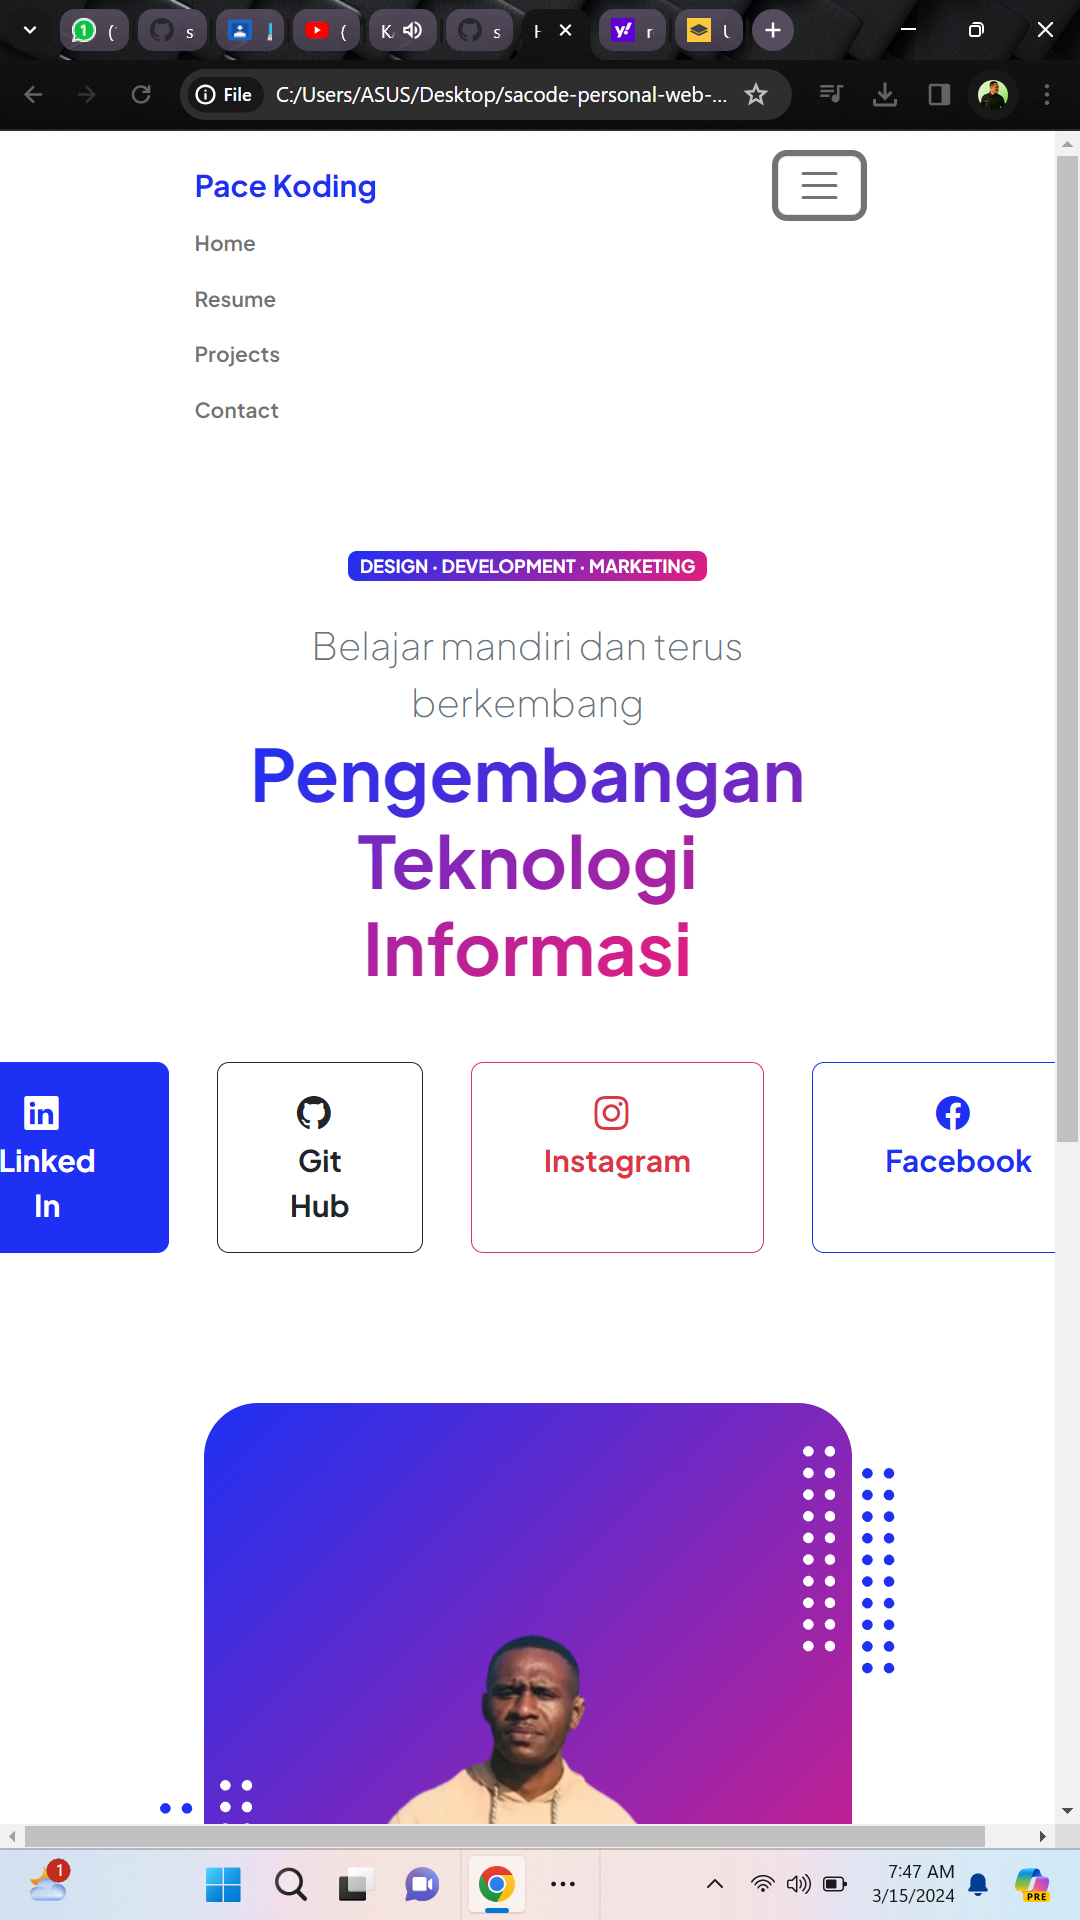 1 (
s
(
K
s
H
r
U
File C:/Users/ASUS/Desktop/sacode-personal-web-...
Pace Koding
Home
Resume
Projects
Contact
DESIGN · DEVELOPMENT · MARKETING
Belajar mandiri dan terus
berkembang
Pengembangan
Teknologi
Informasi
in
Linked
In
Git
Hub
Instagram
Facebook
1
7:47 AM
3/15/2024
PRE